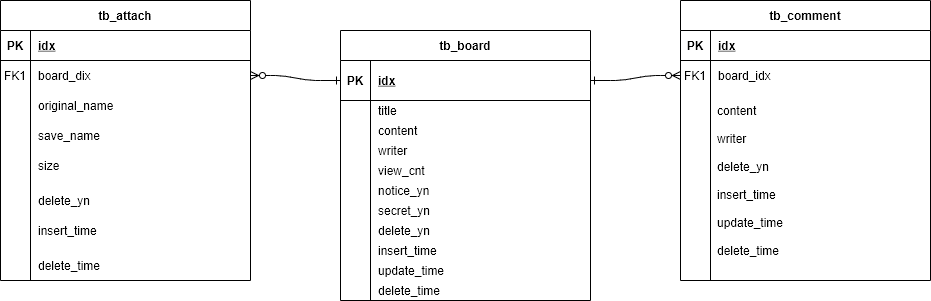 tb_attach
PK idx
FK1 board_dix
original_name
save_name
size
delete_yn
insert_time
delete_time
tb_board
PK idx
title
content
writer
view_cnt
notice_yn
secret_yn
delete_yn
insert_time
update_time
delete_time
tb_comment
PK idx
FK1 board_idx
content
writer
delete_yn
insert_time
update_time
delete_time